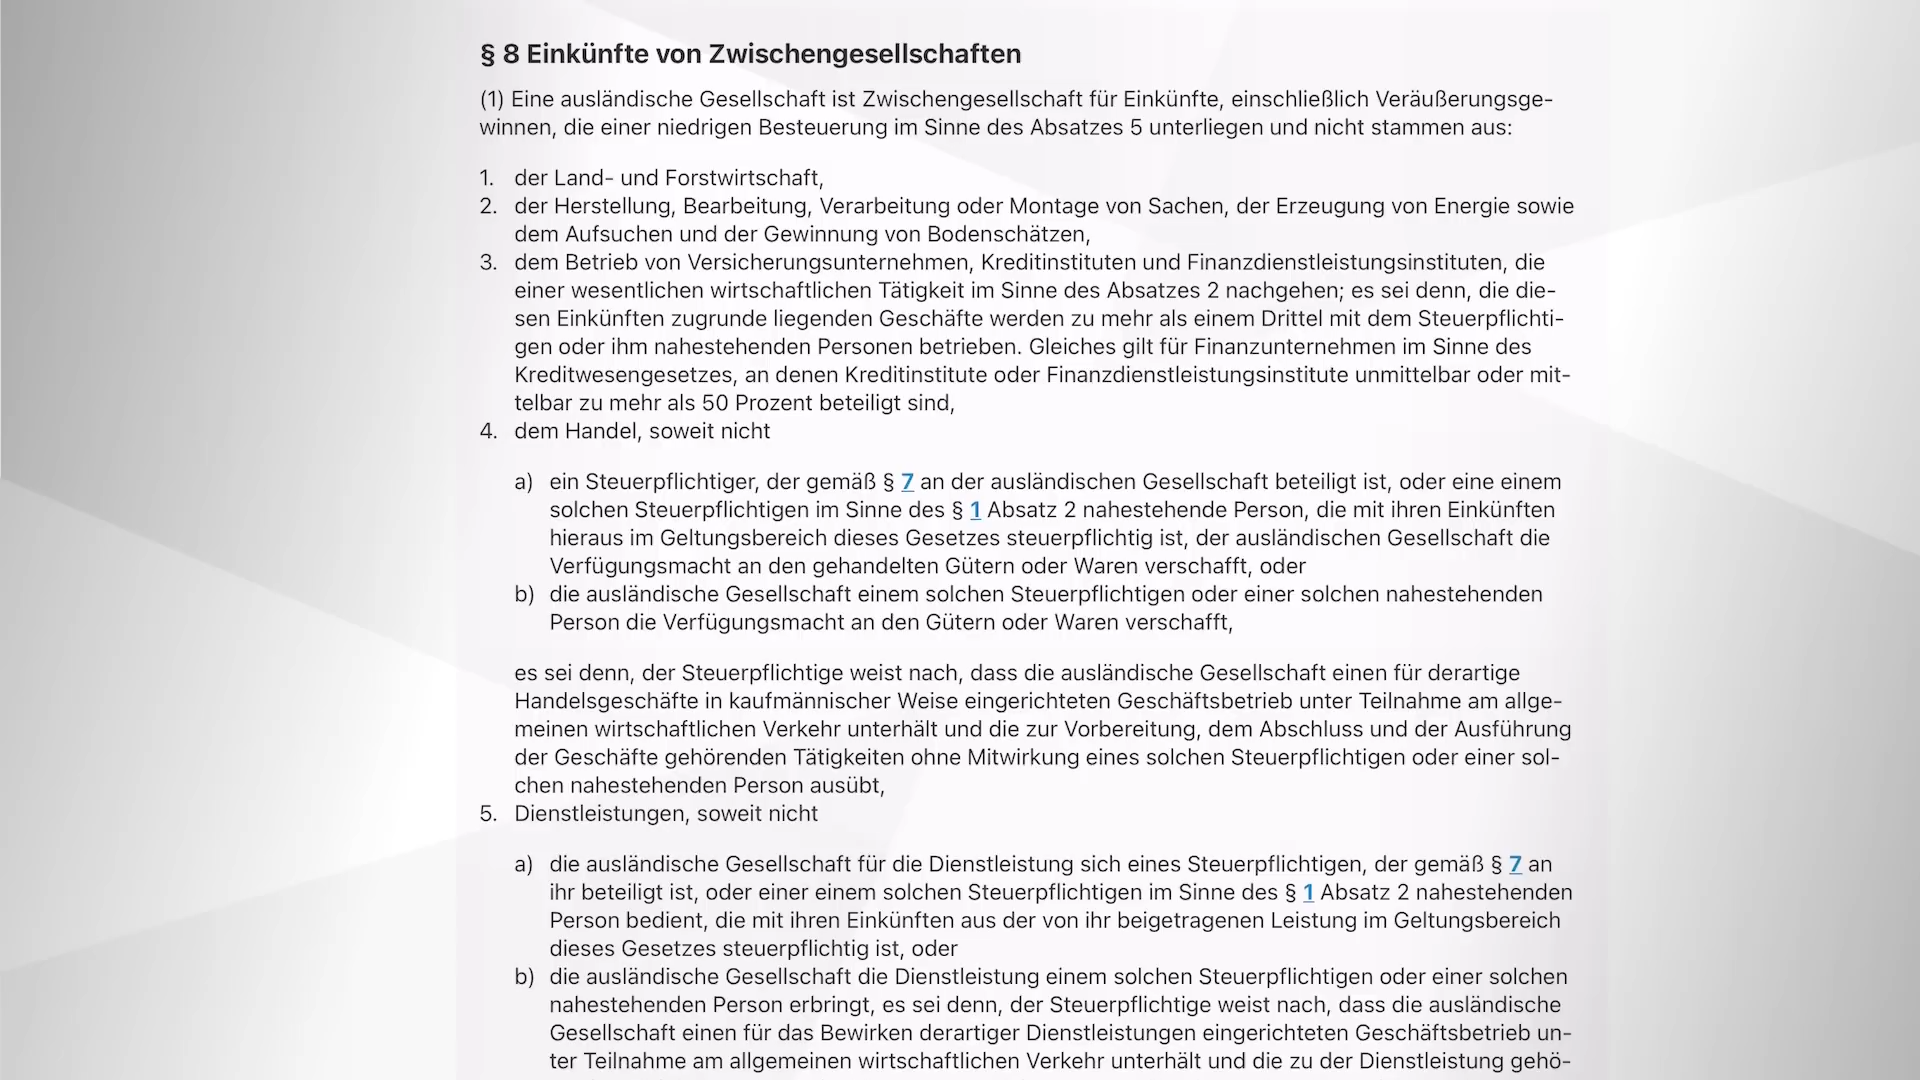 § 8 Einkünfte von Zwischengesellschaften
(1) Eine ausländische Gesellschaft ist Zwischengesellschaft für Einkünfte, einschließlich Veräußerungsge-
winnen, die einer niedrigen Besteuerung im Sinne des Absatzes 5 unterliegen und nicht stammen aus:
1. der Land- und Forstwirtschaft,
2. der Herstellung, Bearbeitung, Verarbeitung oder Montage von Sachen, der Erzeugung von Energie sowie
dem Aufsuchen und der Gewinnung von Bodenschätzen,
3. dem Betrieb von Versicherungsunternehmen, Kreditinstituten und Finanzdienstleistungsinstituten, die
einer wesentlichen wirtschaftlichen Tätigkeit im Sinne des Absatzes 2 nachgehen; es sei denn, die die-
sen Einkünften zugrunde liegenden Geschäfte werden zu mehr als einem Drittel mit dem Steuerpflichti-
gen oder ihm nahestehenden Personen betrieben. Gleiches gilt für Finanzunternehmen im Sinne des
Kreditwesengesetzes, an denen Kreditinstitute oder Finanzdienstleistungsinstitute unmittelbar oder mit-
telbar zu mehr als 50 Prozent beteiligt sind,
4. dem Handel, soweit nicht
a) ein Steuerpflichtiger, der gemäß § 7 an der ausländischen Gesellschaft beteiligt ist, oder eine einem
solchen Steuerpflichtigen im Sinne des § 1 Absatz 2 nahestehende Person, die mit ihren Einkünften
hieraus im Geltungsbereich dieses Gesetzes steuerpflichtig ist, der ausländischen Gesellschaft die
Verfügungsmacht an den gehandelten Gütern oder Waren verschafft, oder
b) die ausländische Gesellschaft einem solchen Steuerpflichtigen oder einer solchen nahestehenden
Person die Verfügungsmacht an den Gütern oder Waren verschafft,
es sei denn, der Steuerpflichtige weist nach, dass die ausländische Gesellschaft einen für derartige
Handelsgeschäfte in kaufmännischer Weise eingerichteten Geschäftsbetrieb unter Teilnahme am allge-
meinen wirtschaftlichen Verkehr unterhält und die zur Vorbereitung, dem Abschluss und der Ausführung
der Geschäfte gehörenden Tätigkeiten ohne Mitwirkung eines solchen Steuerpflichtigen oder einer sol-
chen nahestehenden Person ausübt,
5. Dienstleistungen, soweit nicht
a) die ausländische Gesellschaft für die Dienstleistung sich eines Steuerpflichtigen, der gemäß § 7 an
ihr beteiligt ist, oder einer einem solchen Steuerpflichtigen im Sinne des § 1 Absatz 2 nahestehenden
Person bedient, die mit ihren Einkünften aus der von ihr beigetragenen Leistung im Geltungsbereich
dieses Gesetzes steuerpflichtig ist, oder
b) die ausländische Gesellschaft die Dienstleistung einem solchen Steuerpflichtigen oder einer solchen
nahestehenden Person erbringt, es sei denn, der Steuerpflichtige weist nach, dass die ausländische
Gesellschaft einen für das Bewirken derartiger Dienstleistungen eingerichteten Geschäftsbetrieb un-
ter Teilnahme am allgemeinen wirtschaftlichen Verkehr unterhält und die zu der Dienstleistung gehö-